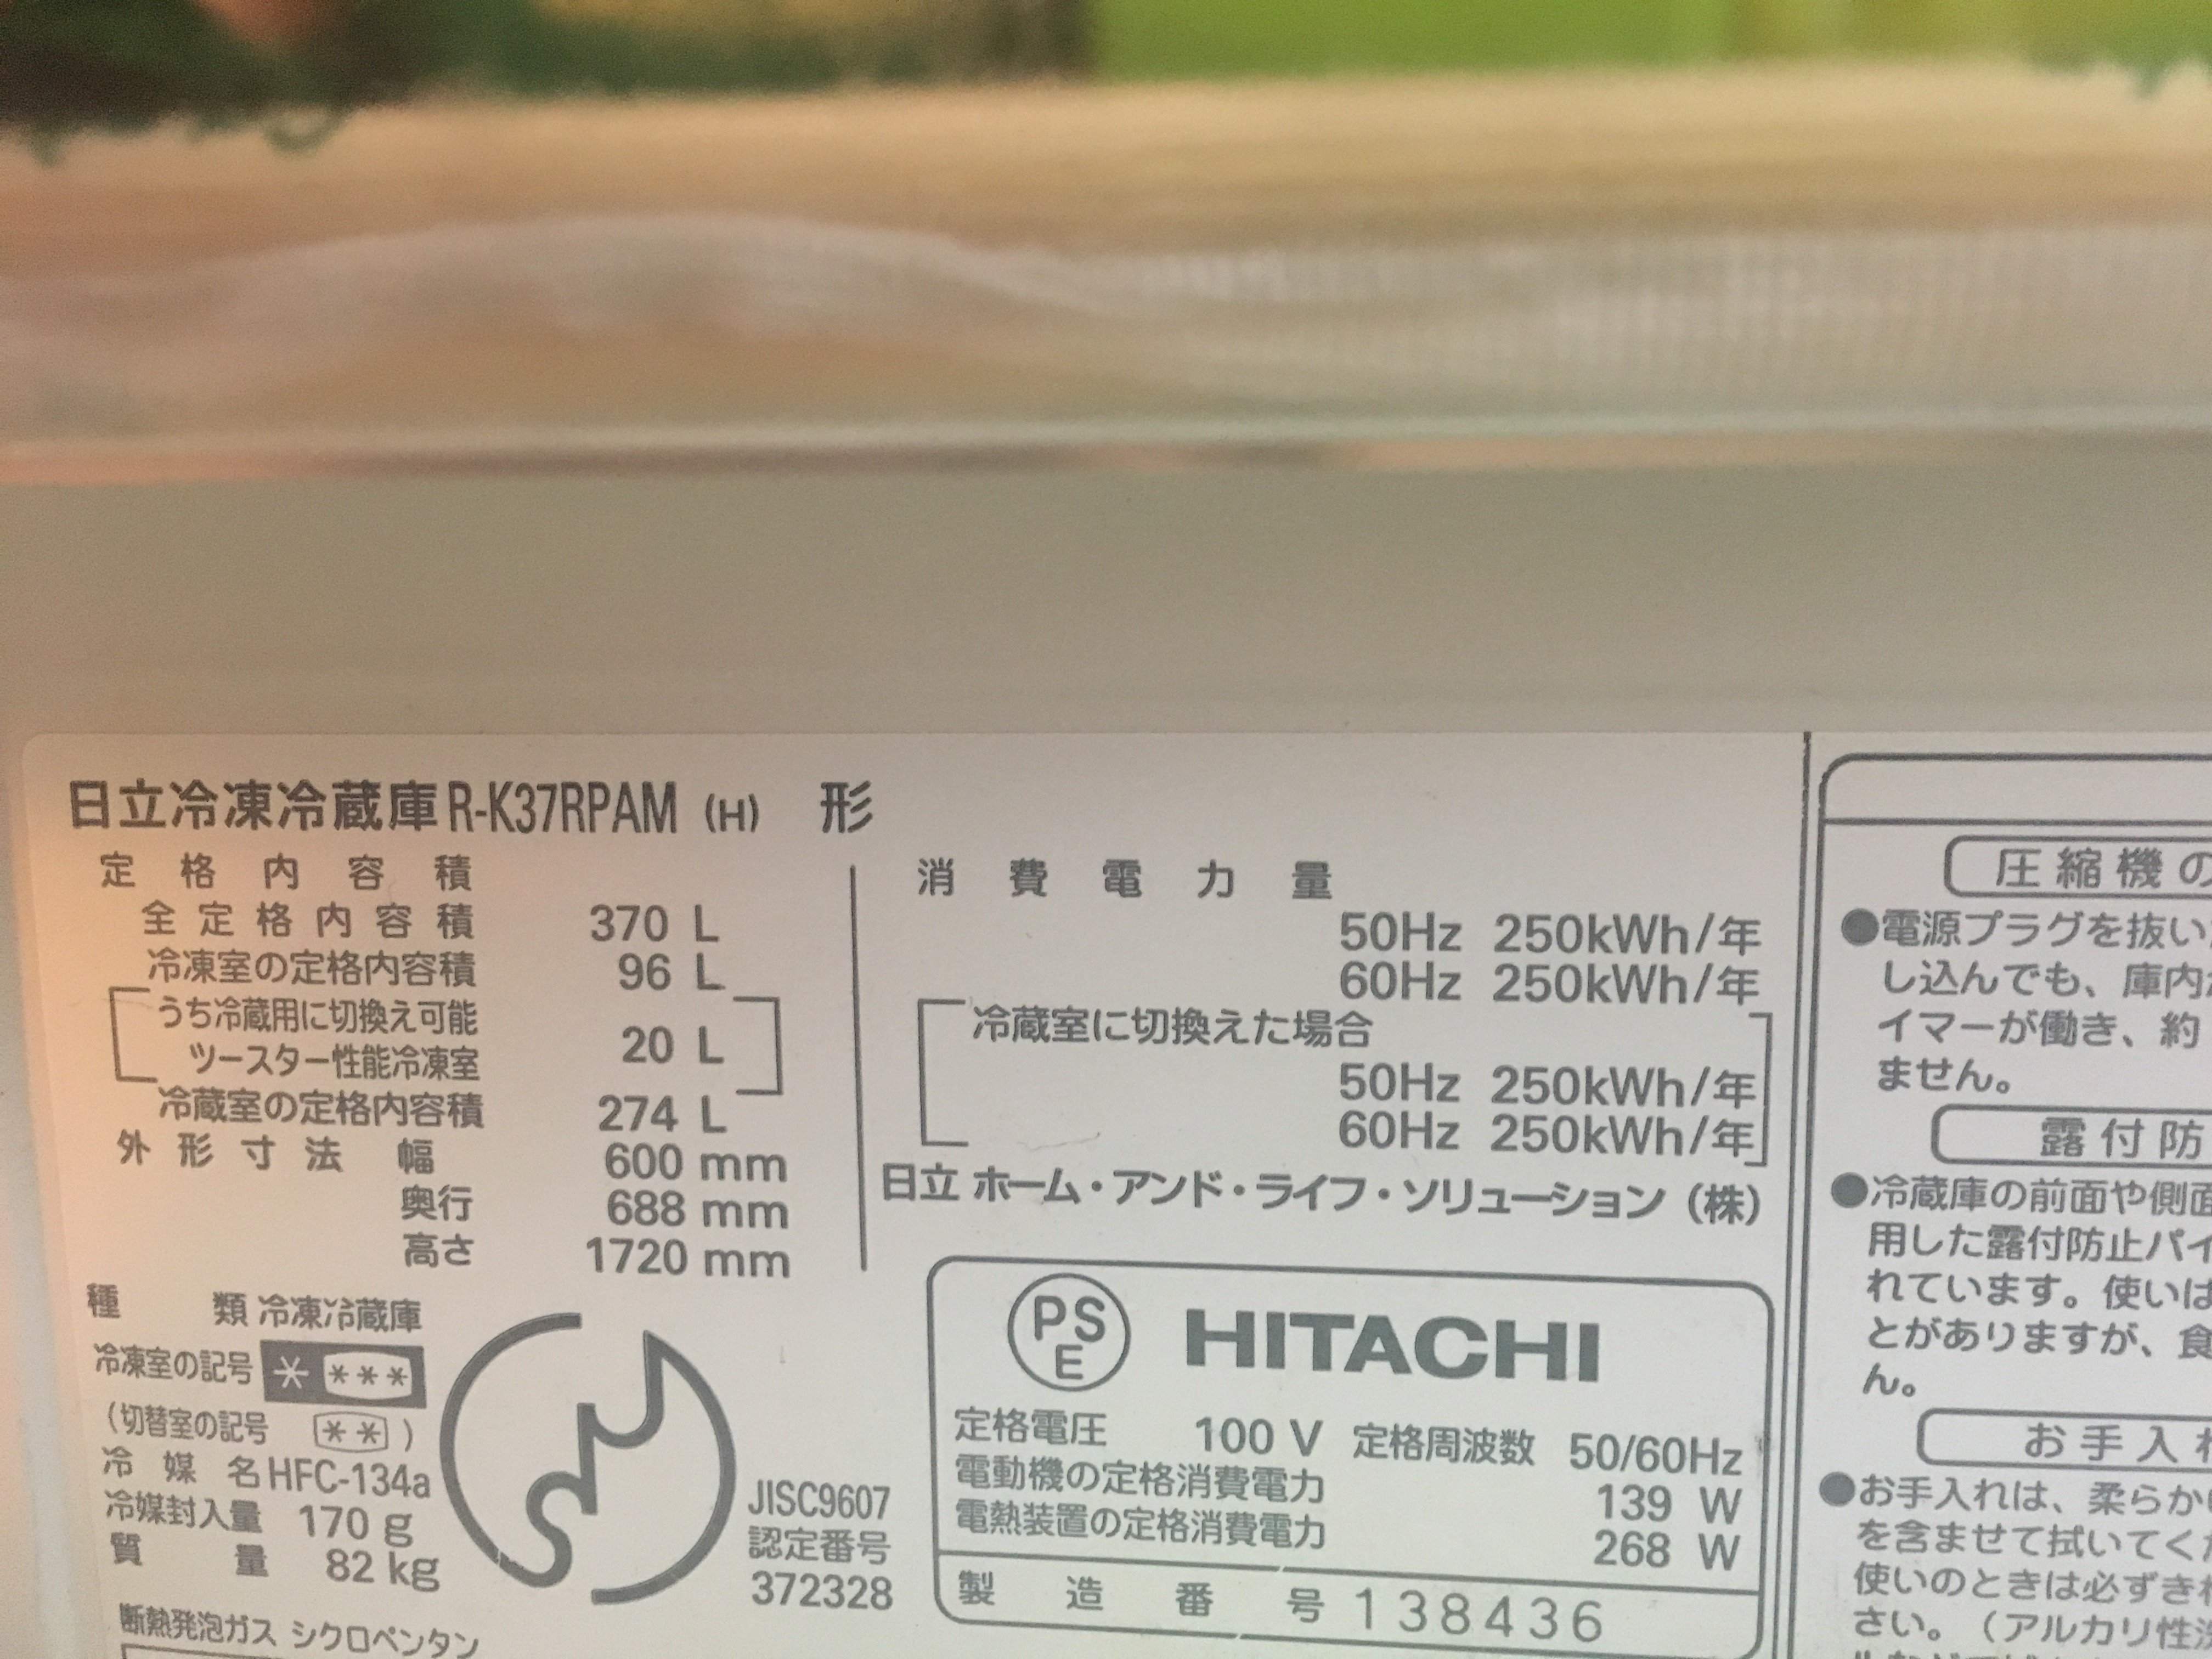 日立冷凍冷蔵庫R-K37RPAM (H) 形
定格内容積
全定格内容積 370 L
冷凍室の定格内容積 96 L
うち冷蔵用に切換え可能
ツースター性能冷凍室 20 L
冷蔵室の定格内容積 274 L
外形寸法 幅 600 mm
奥行 688 mm
高さ 1720 mm
種類 冷凍冷蔵庫
冷凍室の記号 * ***
(切替室の記号 **)
冷媒名 HFC-134a
冷媒封入量 170 g
質量 82 kg
断熱発泡ガス シクロペンタン
JISC9607
認定番号
372328
消費電力量
50Hz 250kWh/年
60Hz 250kWh/年
冷蔵室に切換えた場合
50Hz 250kWh/年
60Hz 250kWh/年
日立 ホーム・アンド・ライフ・ソリューション(株)
PS
E
HITACHI
定格電圧 100 V 定格周波数 50/60Hz
電動機の定格消費電力 139 W
電熱装置の定格消費電力 268 W
製造番号 138436
圧縮機の
●電源プラグを抜い
し込んでも、庫内
イマーが働き、約
ません。
露付防
●冷蔵庫の前面や側面
用した露付防止パイ
れています。使いは
とがありますが、食
ん。
お手入れ
●お手入れは、柔らか
を含ませて拭いてくだ
使いのときは必ずきれ
さい。(アルカリ性洗